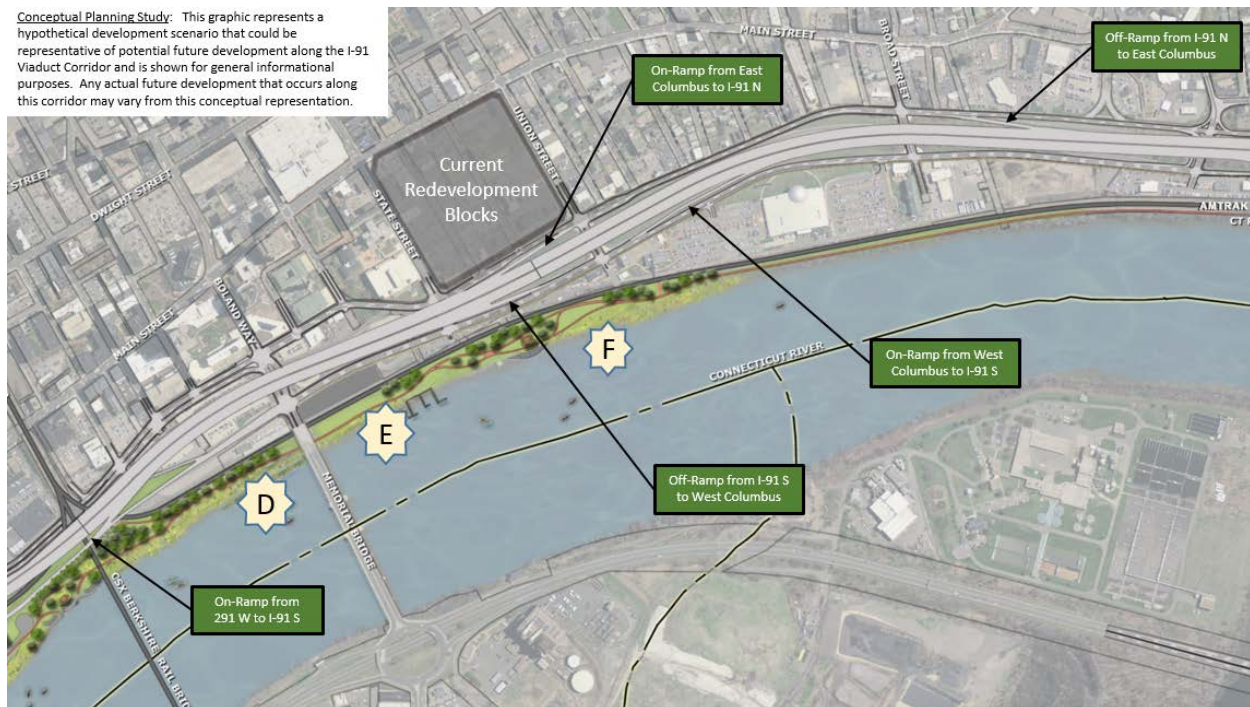 Conceptual Planning Study: This graphic represents a
hypothetical development scenario that could be
representative of potential future development along the I-91
Viaduct Corridor and is shown for general informational
purposes. Any actual future development that occurs along
this corridor may vary from this conceptual representation.
Off-Ramp from I-91 N
to East Columbus
MAIN STREET
BROAD STREET
On-Ramp from East
Columbus to I-91 N
UNION STREET
Current
Redevelopment
Blocks
STREET
DWIGHT STREET
STATE STREET
AMTRAK
CT
BOLAND WAY
MAIN STREET
F
CONNECTICUT RIVER
On-Ramp from West
Columbus to I-91 S
E
Off-Ramp from I-91 S
to West Columbus
D
MEMORIAL BRIDGE
On-Ramp from
291 W to I-91 S
CSX BERKSHIRE RAIL